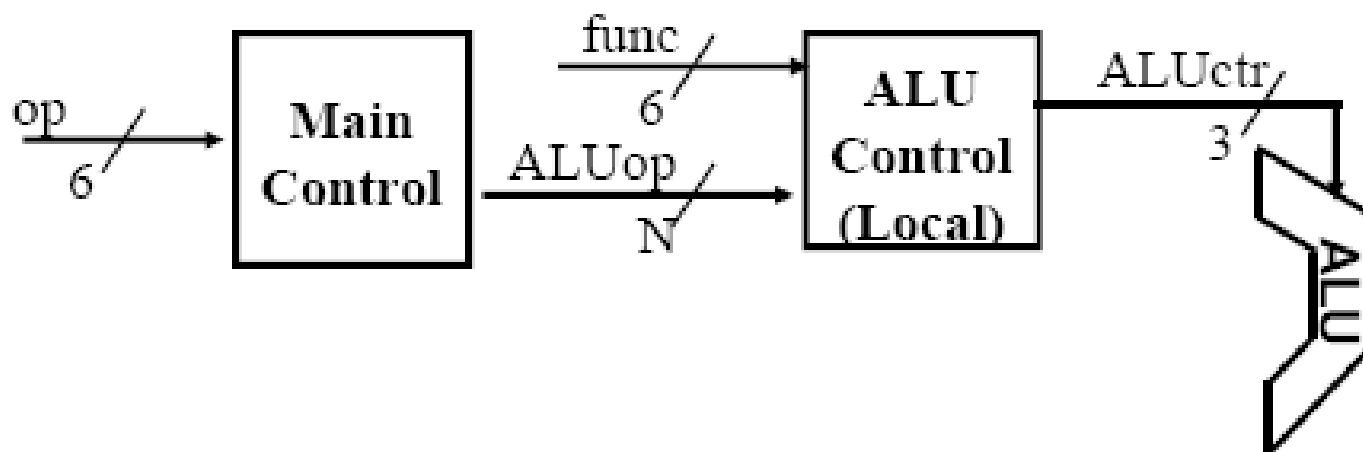 op
6
Main
Control
func
6
ALUop
N
ALU
Control
(Local)
ALUctr
3
ALU